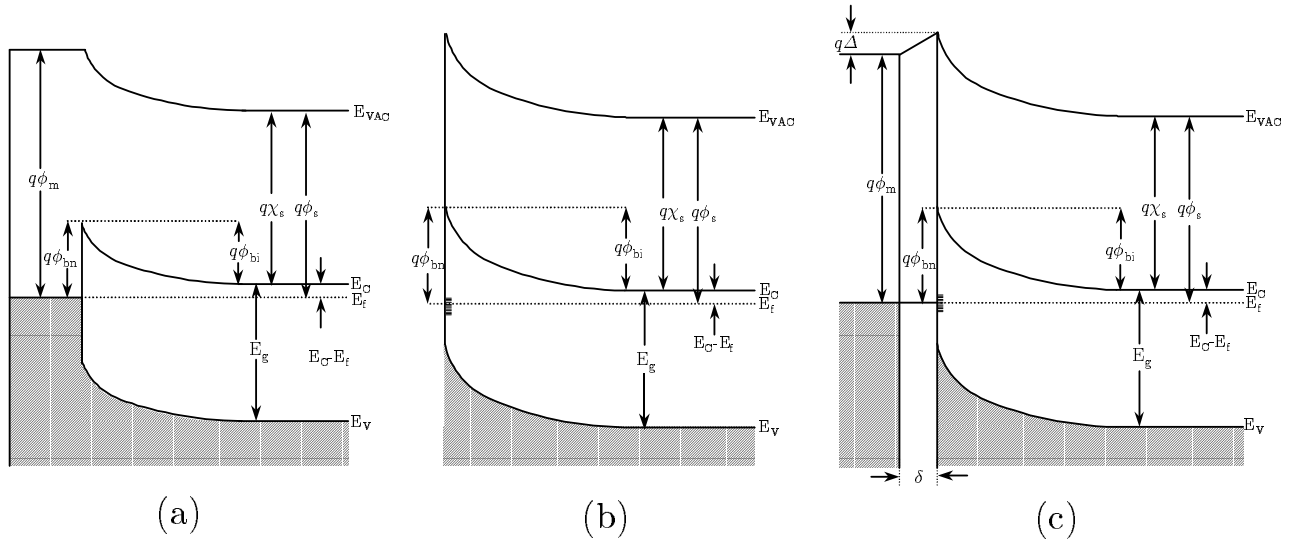 E_VAC
qφ_m
qχ_s
qφ_s
qφ_bn
qφ_bi
E_C
E_f
E_g
E_C-E_f
E_V
(a)
E_VAC
qχ_s
qφ_s
qφ_bn
qφ_bi
E_C
E_f
E_g
E_C-E_f
E_V
(b)
qΔ
E_VAC
qφ_m
qχ_s
qφ_s
qφ_bn
qφ_bi
E_C
E_f
E_g
E_C-E_f
E_V
δ
(c)